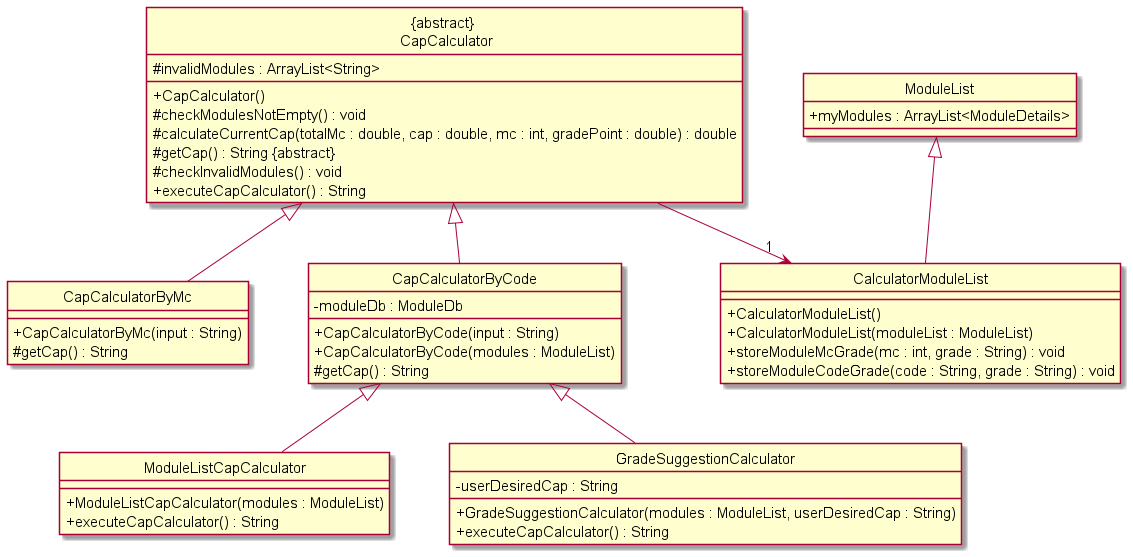 {abstract}
CapCalculator
#invalidModules : ArrayList<String>
+CapCalculator()
#checkModulesNotEmpty() : void
#calculateCurrentCap(totalMc : double, cap : double, mc : int, gradePoint : double) : double
#getCap() : String {abstract}
#checkInvalidModules() : void
+executeCapCalculator() : String
ModuleList
+myModules : ArrayList<ModuleDetails>
1
CapCalculatorByMc
+CapCalculatorByMc(input : String)
#getCap() : String
CapCalculatorByCode
-moduleDb : ModuleDb
+CapCalculatorByCode(input : String)
+CapCalculatorByCode(modules : ModuleList)
#getCap() : String
CalculatorModuleList
+CalculatorModuleList()
+CalculatorModuleList(moduleList : ModuleList)
+storeModuleMcGrade(mc : int, grade : String) : void
+storeModuleCodeGrade(code : String, grade : String) : void
ModuleListCapCalculator
+ModuleListCapCalculator(modules : ModuleList)
+executeCapCalculator() : String
GradeSuggestionCalculator
-userDesiredCap : String
+GradeSuggestionCalculator(modules : ModuleList, userDesiredCap : String)
+executeCapCalculator() : String